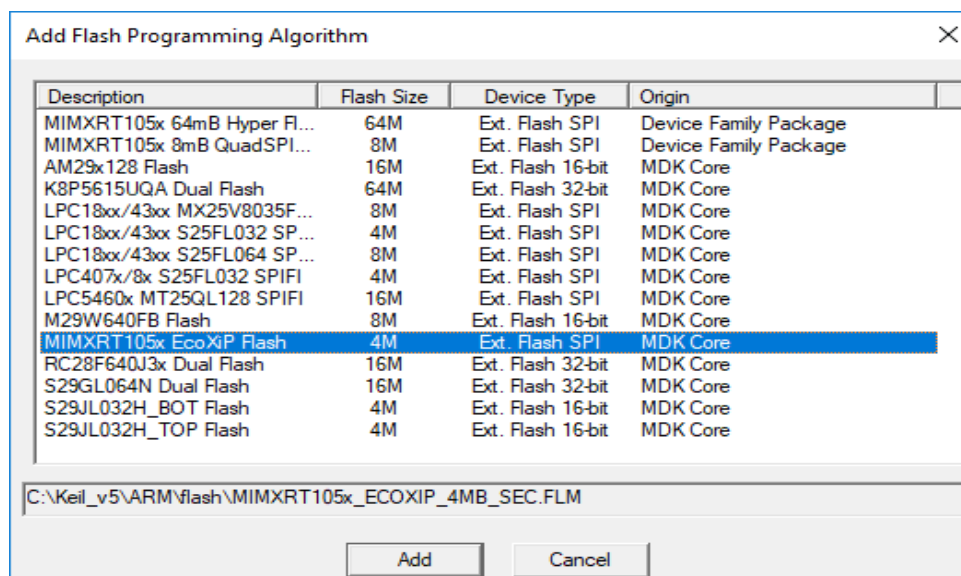 Add Flash Programming Algorithm
Description Flash Size Device Type Origin
MIMXRT105x 64mB Hyper Fl... 64M Ext. Flash SPI Device Family Package
MIMXRT105x 8mB QuadSPI... 8M Ext. Flash SPI Device Family Package
AM29x128 Flash 16M Ext. Flash 16-bit MDK Core
K8P5615UQA Dual Flash 64M Ext. Flash 32-bit MDK Core
LPC18xx/43xx MX25V8035F... 8M Ext. Flash SPI MDK Core
LPC18xx/43xx S25FL032 SP... 4M Ext. Flash SPI MDK Core
LPC18xx/43xx S25FL064 SP... 8M Ext. Flash SPI MDK Core
LPC407x/8x S25FL032 SPIFI 4M Ext. Flash SPI MDK Core
LPC5460x MT25QL128 SPIFI 16M Ext. Flash SPI MDK Core
M29W640FB Flash 8M Ext. Flash 16-bit MDK Core
MIMXRT105x EcoXiP Flash 4M Ext. Flash SPI MDK Core
RC28F640J3x Dual Flash 16M Ext. Flash 32-bit MDK Core
S29GL064N Dual Flash 16M Ext. Flash 32-bit MDK Core
S29JL032H_BOT Flash 4M Ext. Flash 16-bit MDK Core
S29JL032H_TOP Flash 4M Ext. Flash 16-bit MDK Core
C:\Keil_v5\ARM\flash\MIMXRT105x_ECOXIP_4MB_SEC.FLM
Add Cancel